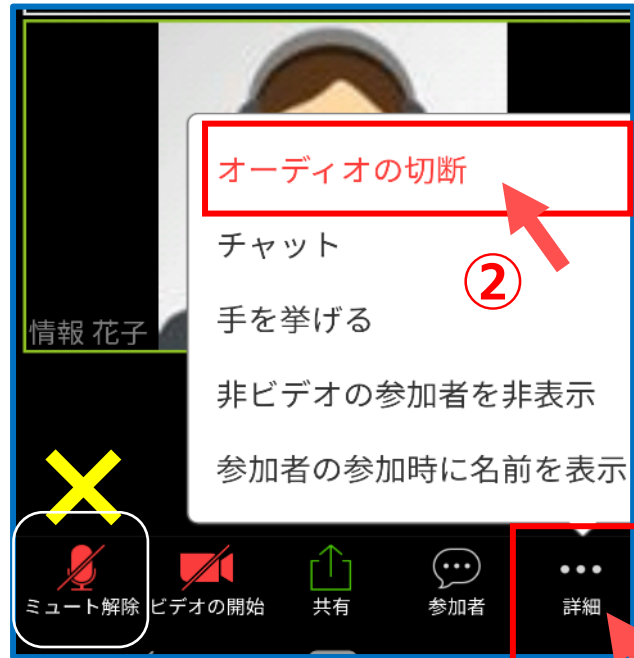 オーディオの切断
チャット
②
手を挙げる
情報 花子
非ビデオの参加者を非表示
参加者の参加時に名前を表示
ミュート解除
ビデオの開始
共有
参加者
詳細